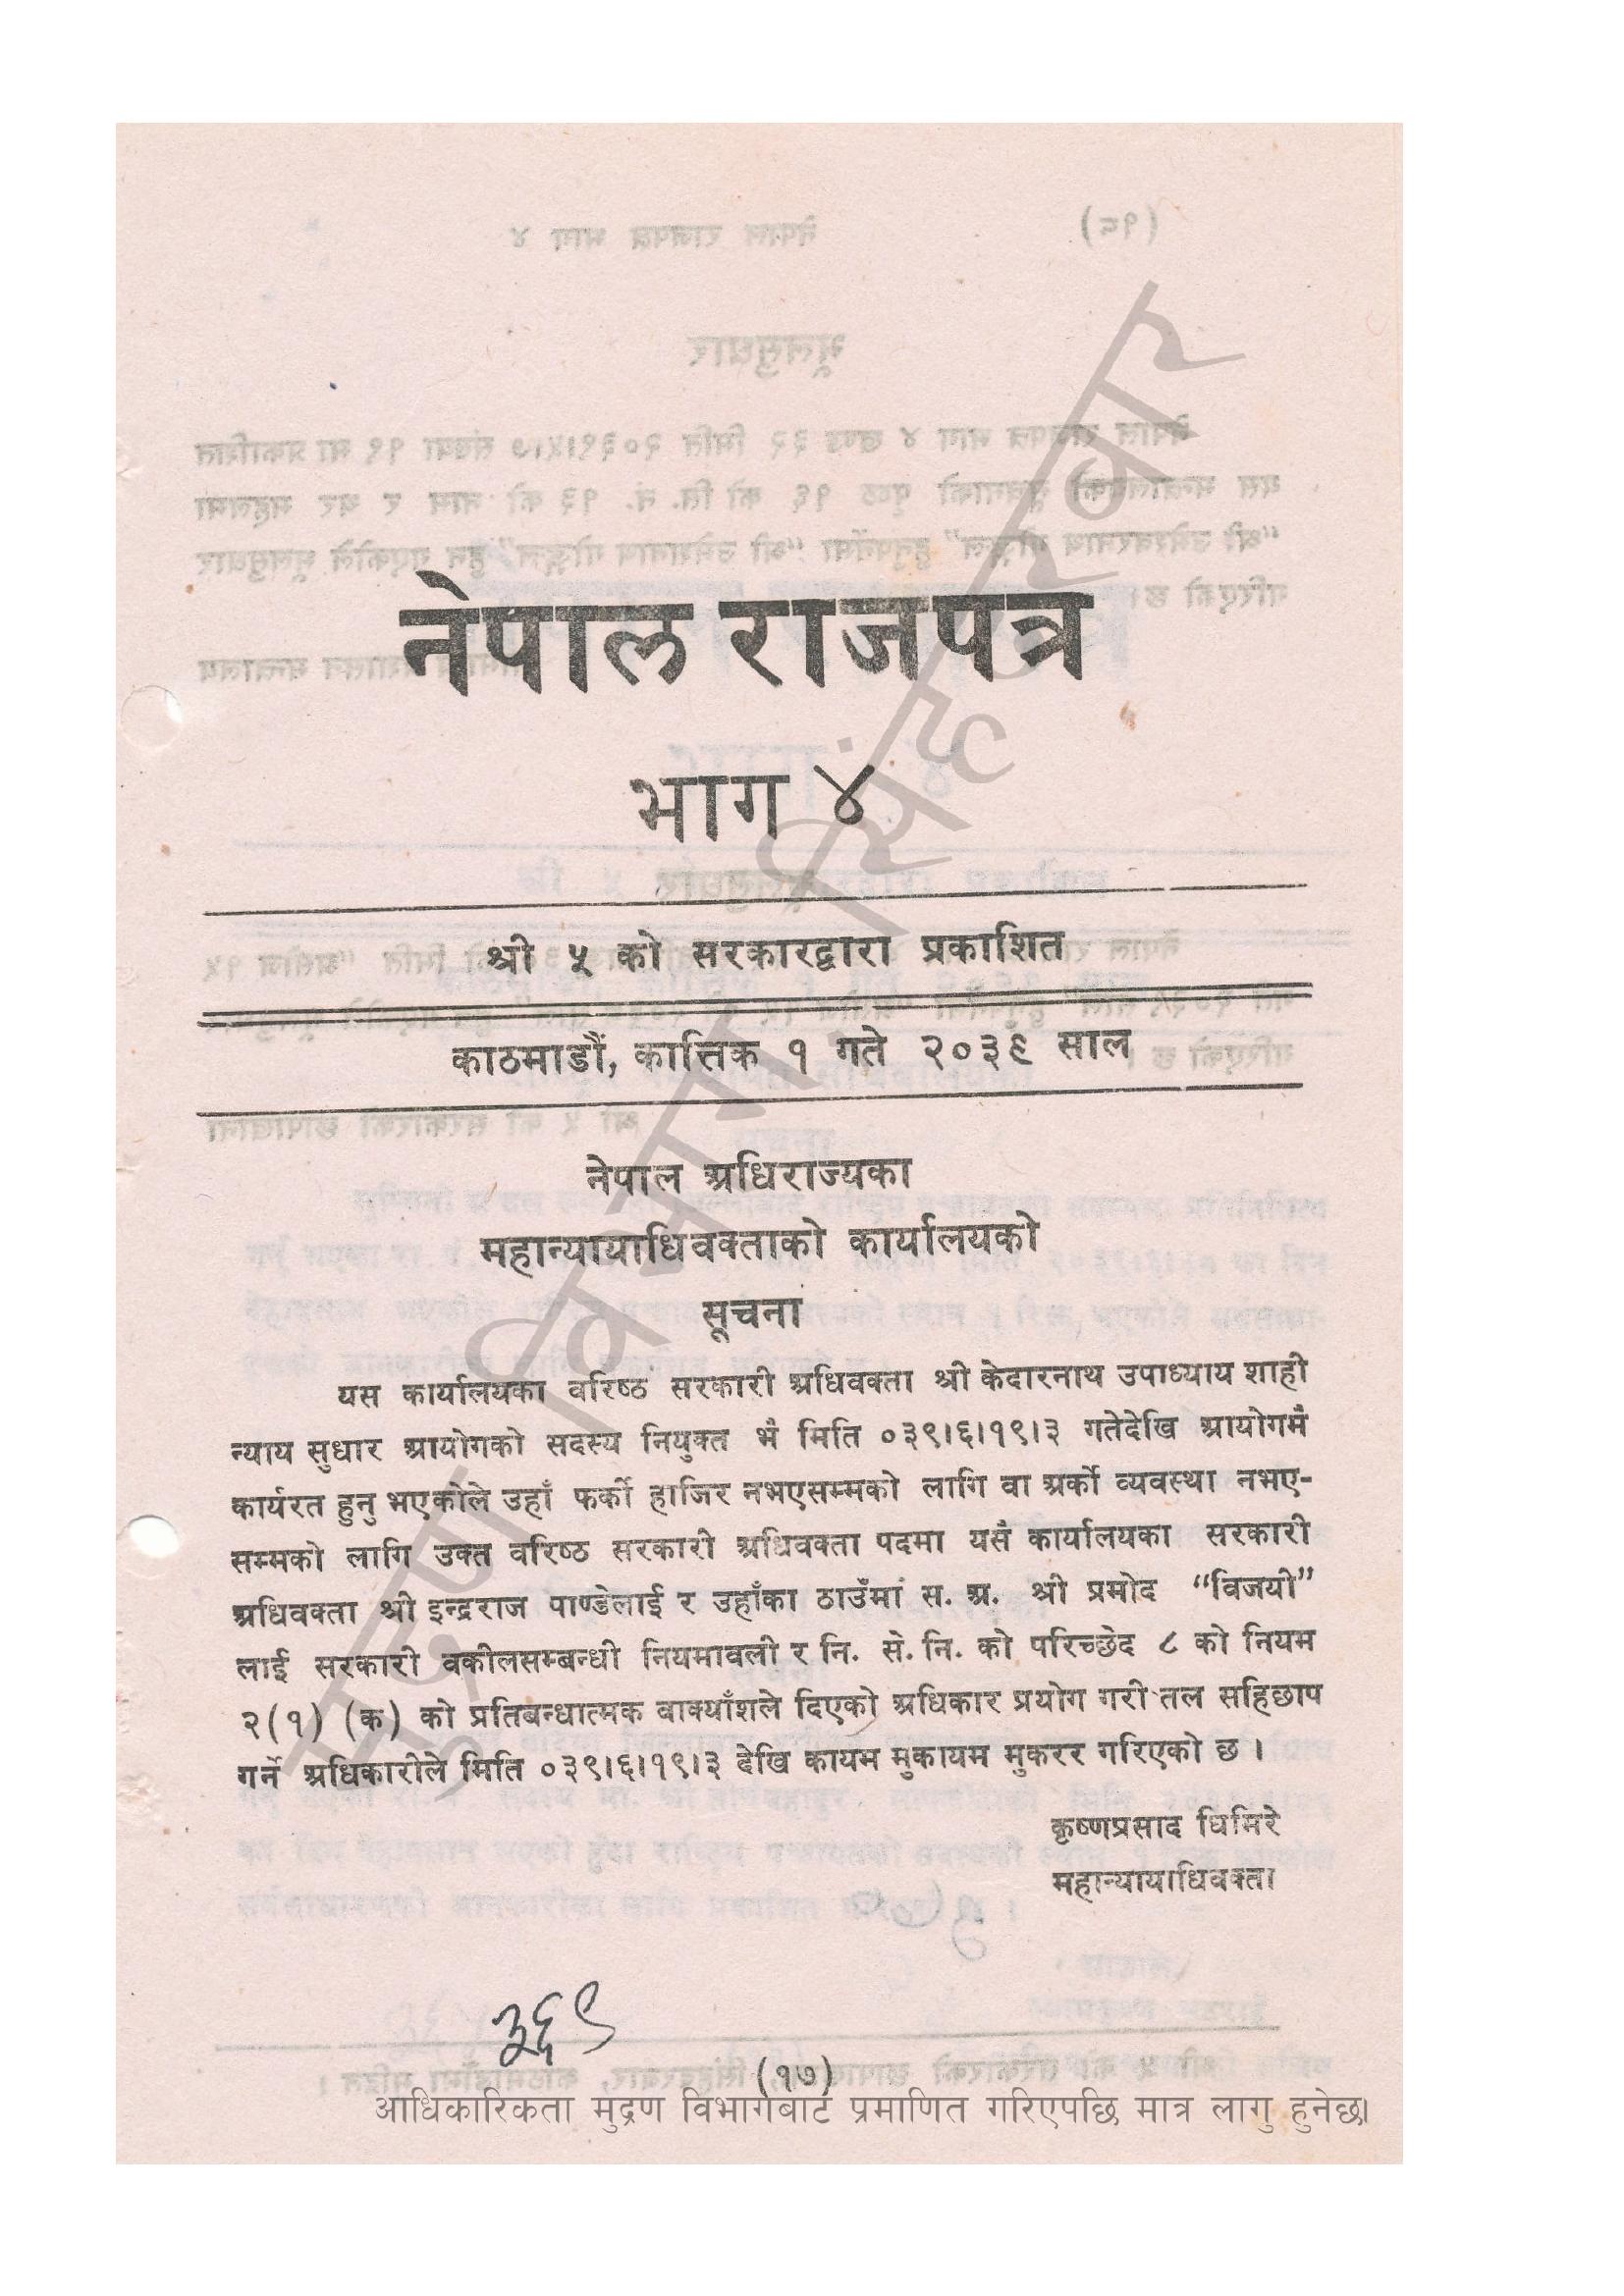 नेपाल राजपत्र
भाग ४
श्री ५ को सरकारद्वारा प्रकाशित
काठमाडौं, कात्तिक १ गते २०३९ साल
नेपाल अधिराज्यका
महान्यायाधिवक्ताको कार्यालयको
सूचना
यस कार्यालयका वरिष्ठ सरकारी अधिवक्ता श्री केदारनाथ उपाध्याय शाही
न्याय सुधार आयोगको सदस्य नियुक्त भै मिति ०३९।६।१९।३ गतेदेखि आयोगमै
कार्यरत हुनु भएकोले उहाँ फर्की हाजिर नभएसम्मको लागि वा अर्को व्यवस्था नभए-
सम्मको लागि उक्त वरिष्ठ सरकारी अधिवक्ता पदमा यसै कार्यालयका सरकारी
अधिवक्ता श्री इन्द्रराज पाण्डेलाई र उहाँका ठाउँमा स. अ. श्री प्रमोद “विजयी”
लाई सरकारी वकीलसम्बन्धी नियमावली र नि. से. नि. को परिच्छेद ८ को नियम
२(१) (क) को प्रतिबन्धात्मक वाक्याँशले दिएको अधिकार प्रयोग गरी तल सहिछाप
गर्ने अधिकारीले मिति ०३९।६।१९।३ देखि कायम मुकायम मुकरर गरिएको छ ।
कृष्णप्रसाद घिमिरे
महान्यायाधिवक्ता
३६९
(१७)
आधिकारिकता मुद्रण विभागबाट प्रमाणित गरिएपछि मात्र लागु हुनेछ।
मुद्रण विभाग, सिंहदरबार